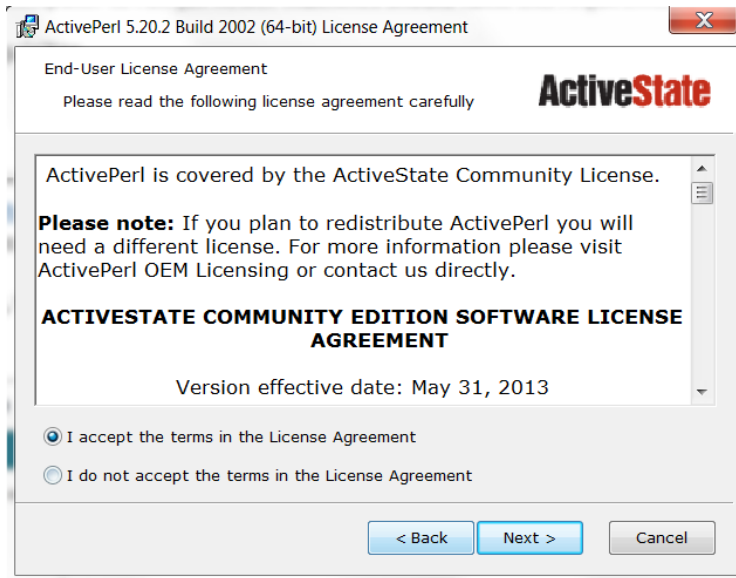 ActivePerl 5.20.2 Build 2002 (64-bit) License Agreement
X
End-User License Agreement
Please read the following license agreement carefully
ActiveState
ActivePerl is covered by the ActiveState Community License.
Please note: If you plan to redistribute ActivePerl you will
need a different license. For more information please visit
ActivePerl OEM Licensing or contact us directly.
ACTIVESTATE COMMUNITY EDITION SOFTWARE LICENSE
AGREEMENT
Version effective date: May 31, 2013
I accept the terms in the License Agreement
I do not accept the terms in the License Agreement
< Back Next > Cancel